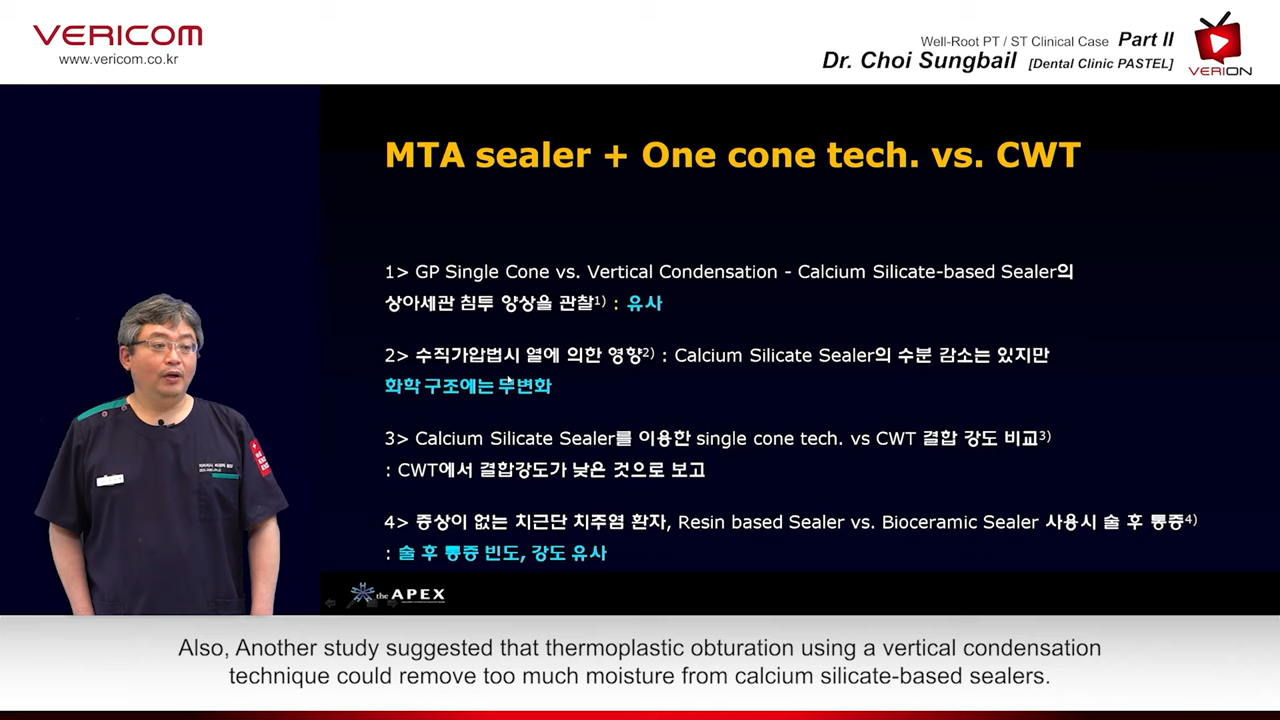 VERICOM
www.vericom.co.kr
Well-Root PT / ST Clinical Case Part II
Dr. Choi Sungbail [Dental Clinic PASTEL]
VERION
MTA sealer + One cone tech. vs. CWT
1> GP Single Cone vs. Vertical Condensation - Calcium Silicate-based Sealer의
상아세관 침투 양상을 관찰1) : 유사
2> 수직가압법시 열에 의한 영향2) : Calcium Silicate Sealer의 수분 감소는 있지만
화학 구조에는 무변화
3> Calcium Silicate Sealer를 이용한 single cone tech. vs CWT 결합 강도 비교3)
: CWT에서 결합강도가 낮은 것으로 보고
4> 증상이 없는 치근단 치주염 환자, Resin based Sealer vs. Bioceramic Sealer 사용시 술 후 통증4)
: 술 후 통증 빈도, 강도 유사
the APEX
Also, Another study suggested that thermoplastic obturation using a vertical condensation
technique could remove too much moisture from calcium silicate-based sealers.